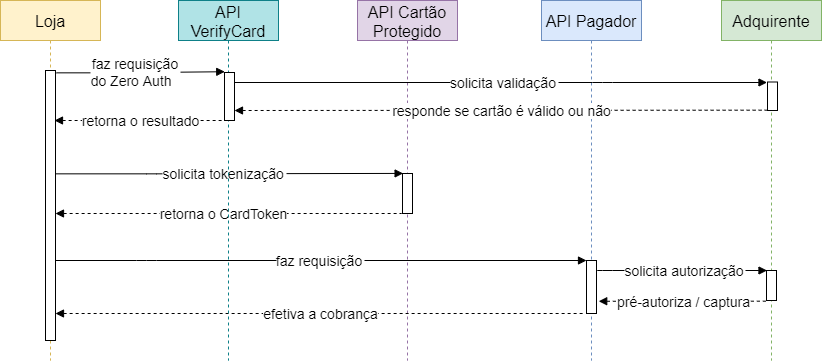 Loja
API
VerifyCard
API Cartão
Protegido
API Pagador
Adquirente
faz requisição
do Zero Auth
solicita validação
responde se cartão é válido ou não
retorna o resultado
solicita tokenização
retorna o CardToken
faz requisição
solicita autorização
pré-autoriza / captura
efetiva a cobrança